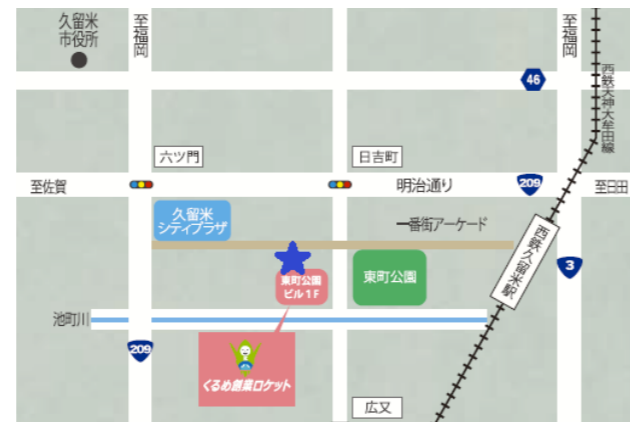 久留米
市役所
至福岡
至福岡
西鉄天神大牟田線
46
六ツ門
日吉町
至佐賀
明治通り
209
至日田
久留米
シティプラザ
一番街アーケード
西鉄久留米駅
3
東町公園
ビル1F
東町公園
池町川
209
くるめ創業ロケット
広又